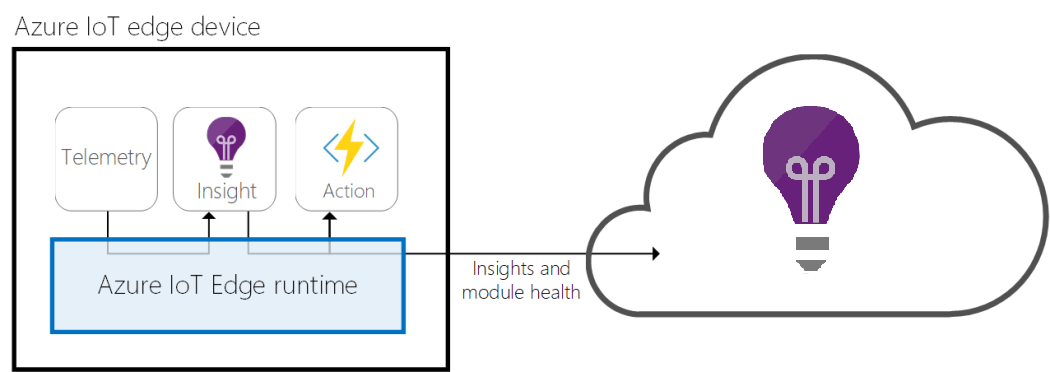 Azure IoT edge device
Telemetry
Insight
Action
Azure IoT Edge runtime
Insights and
module health